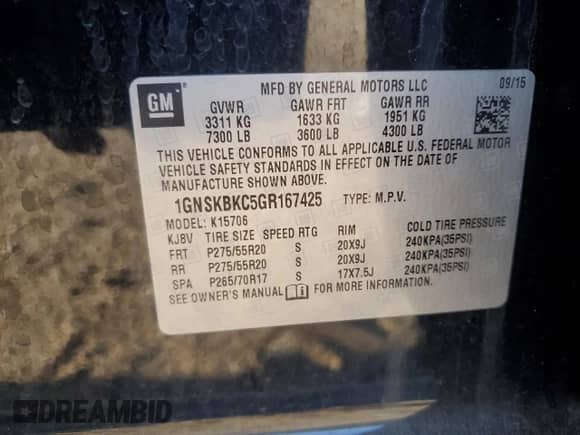 MFD BY GENERAL MOTORS LLC 09/15
GM
GVWR GAWR FRT GAWR RR
3311 KG 1633 KG 1951 KG
7300 LB 3600 LB 4300 LB
THIS VEHICLE CONFORMS TO ALL APPLICABLE U.S. FEDERAL MOTOR
VEHICLE SAFETY STANDARDS IN EFFECT ON THE DATE OF
MANUFACTURE SHOWN ABOVE.
1GNSKBKC5GR167425 TYPE: M.P.V.
MODEL: K15706
KJBV TIRE SIZE SPEED RTG RIM COLD TIRE PRESSURE
FRT P275/55R20 S 20X9J 240KPA(35PSI)
RR P275/55R20 S 20X9J 240KPA(35PSI)
SPA P265/70R17 S 17X7.5J 240KPA(35PSI)
SEE OWNER'S MANUAL FOR MORE INFORMATION.
DREAMBID